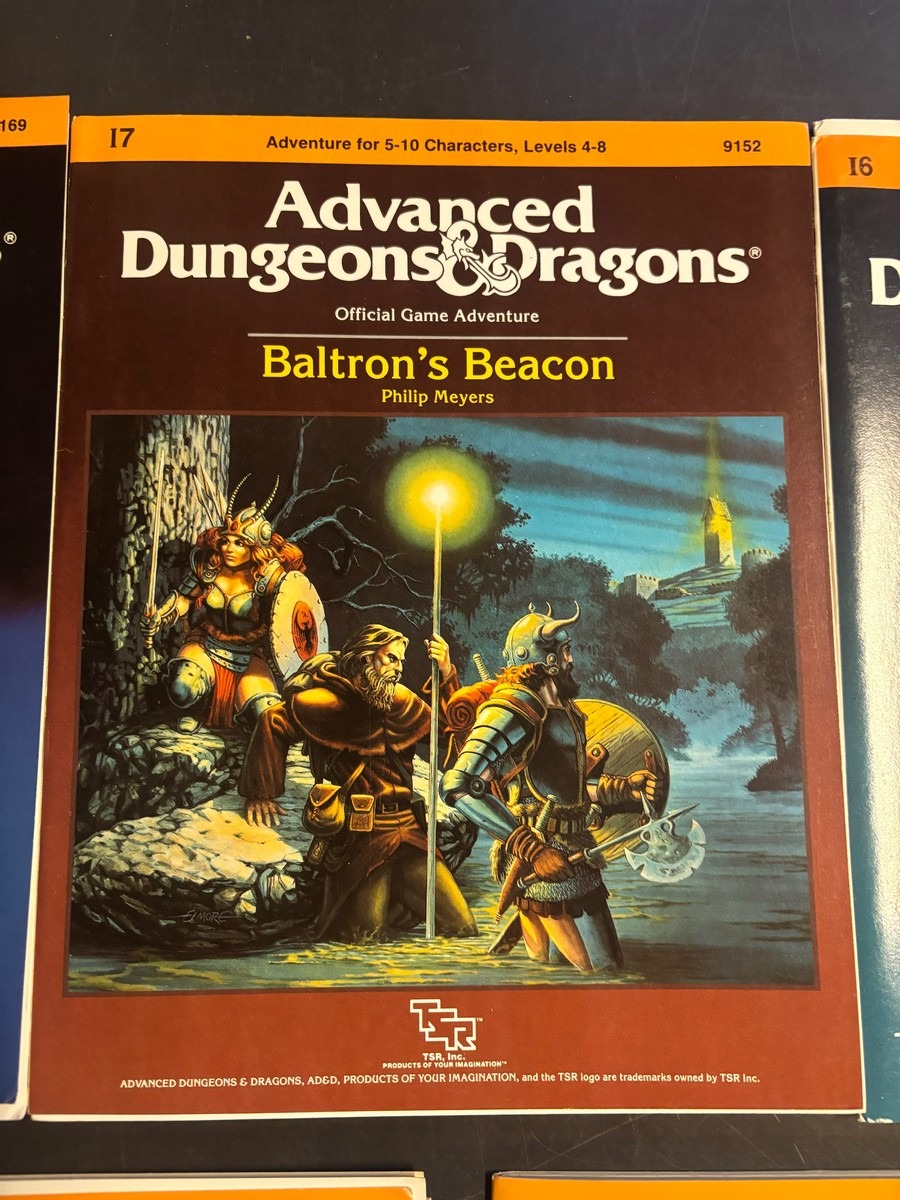 169
®
I7
Adventure for 5-10 Characters, Levels 4-8
9152
Advanced
Dungeons & Dragons®
Official Game Adventure
Baltron's Beacon
Philip Meyers
ELMORE
TSR™
TSR, Inc.
PRODUCTS OF YOUR IMAGINATION™
ADVANCED DUNGEONS & DRAGONS, AD&D, PRODUCTS OF YOUR IMAGINATION, and the TSR logo are trademarks owned by TSR Inc.
I6
D